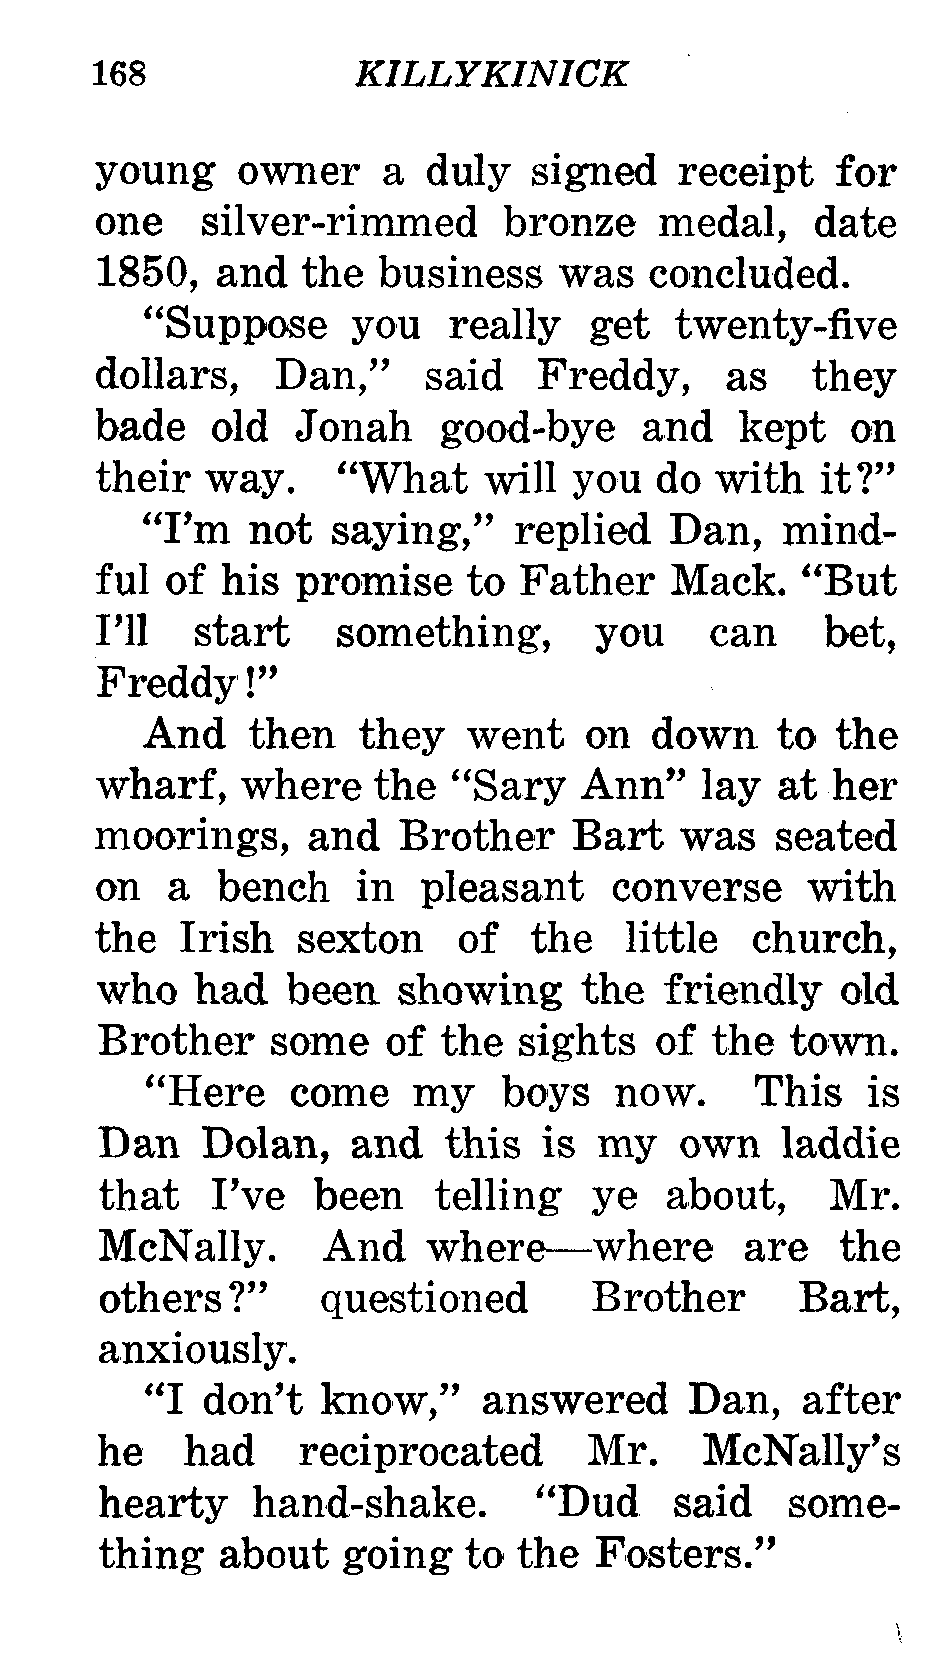 168 KILLYKINICK
young owner a duly signed receipt for
one silver-rimmed bronze medal, date
1850, and the business was concluded.
“Suppose you really get twenty-five
dollars, Dan,” said Freddy, as they
bade old Jonah good-bye and kept on
their way. “What will you do with it?”
“I’m not saying,” replied Dan, mind-
ful of his promise to Father Mack. “But
I’ll start something, you can bet,
Freddy!”
And then they went on down to the
wharf, where the “Sary Ann” lay at her
moorings, and Brother Bart was seated
on a bench in pleasant converse with
the Irish sexton of the little church,
who had been showing the friendly old
Brother some of the sights of the town.
“Here come my boys now. This is
Dan Dolan, and this is my own laddie
that I’ve been telling ye about, Mr.
McNally. And where—where are the
others?” questioned Brother Bart,
anxiously.
“I don’t know,” answered Dan, after
he had reciprocated Mr. McNally’s
hearty hand-shake. “Dud said some-
thing about going to the Fosters.”